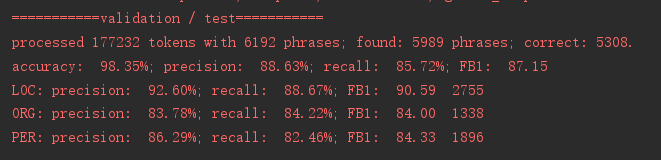 ===========validation / test===========
processed 177232 tokens with 6192 phrases; found: 5989 phrases; correct: 5308.
accuracy: 98.35%; precision: 88.63%; recall: 85.72%; FB1: 87.15
LOC: precision: 92.60%; recall: 88.67%; FB1: 90.59 2755
ORG: precision: 83.78%; recall: 84.22%; FB1: 84.00 1338
PER: precision: 86.29%; recall: 82.46%; FB1: 84.33 1896